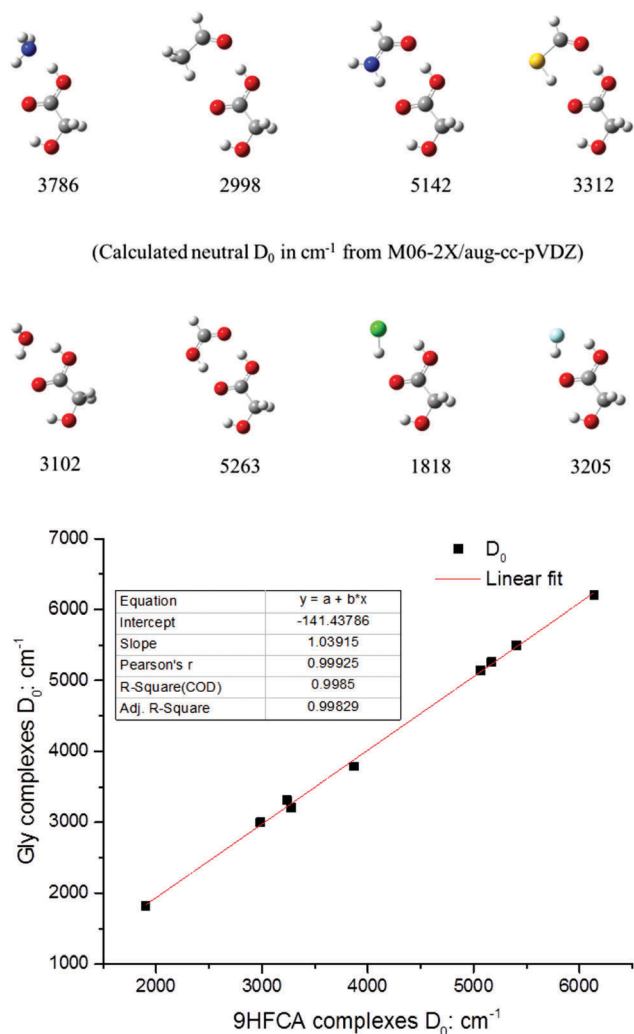 3786 2998 5142 3312
(Calculated neutral D₀ in cm⁻¹ from M06-2X/aug-cc-pVDZ)
3102 5263 1818 3205
7000
6000
5000
4000
3000
2000
1000
Gly complexes D₀: cm⁻¹
D₀
Linear fit
Equation y = a + b*x
Intercept -141.43786
Slope 1.03915
Pearson's r 0.99925
R-Square(COD) 0.9985
Adj. R-Square 0.99829
2000 3000 4000 5000 6000
9HFCA complexes D₀: cm⁻¹